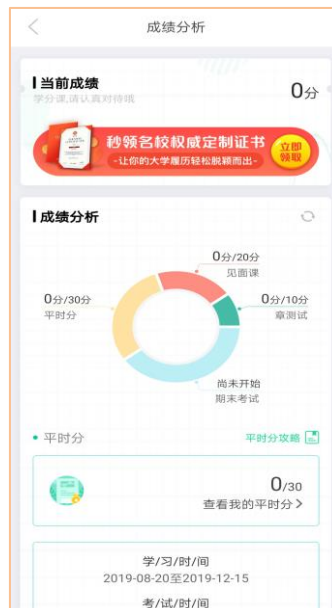 成绩分析
当前成绩
学分课,请认真对待哦
0分
秒领名校权威定制证书
-让你的大学履历轻松脱颖而出-
立即
领取
成绩分析
0分/20分
见面课
0分/30分
平时分
0分/10分
章测试
尚未开始
期末考试
平时分
平时分攻略
0/30
查看我的平时分>
学/习/时/间
2019-08-20至2019-12-15
考/试/时/间